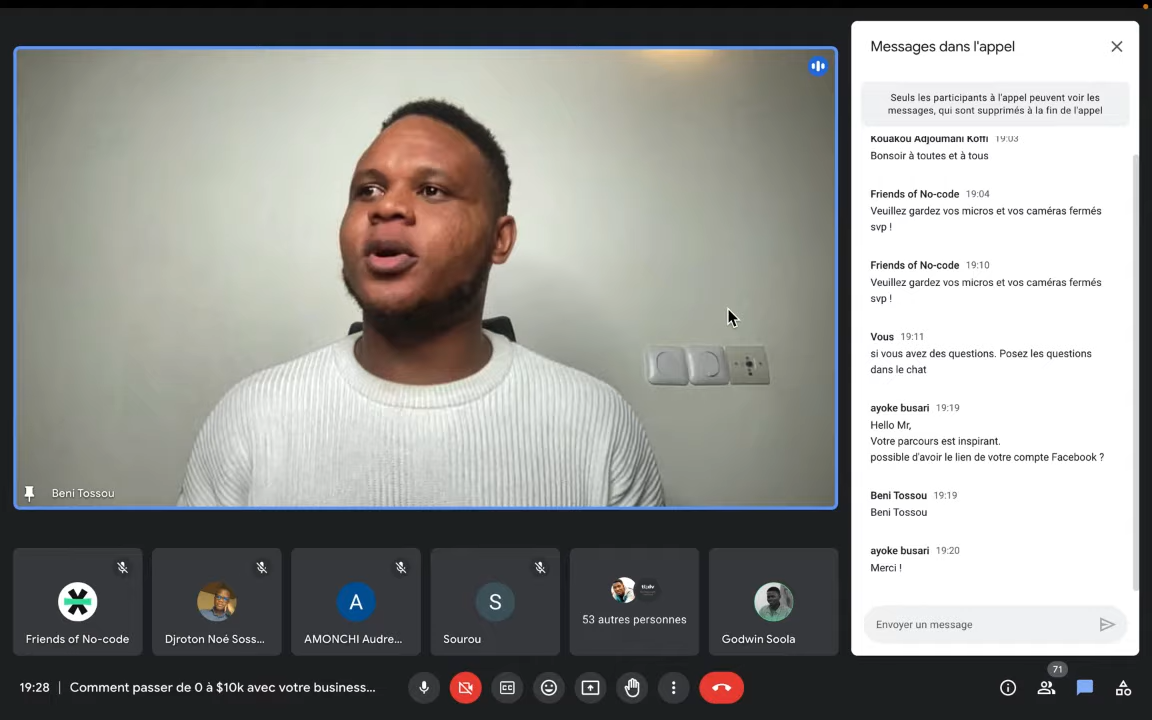 Messages dans l'appel
Seuls les participants à l'appel peuvent voir les
messages, qui sont supprimés à la fin de l'appel
Kouakou Adjoumani Koffi 19:03
Bonsoir à toutes et à tous
Friends of No-code 19:04
Veuillez gardez vos micros et vos caméras fermés
svp !
Friends of No-code 19:10
Veuillez gardez vos micros et vos caméras fermés
svp !
Vous 19:11
si vous avez des questions. Posez les questions
dans le chat
ayoke busari 19:19
Hello Mr,
Votre parcours est inspirant.
possible d'avoir le lien de votre compte Facebook ?
Beni Tossou 19:19
Beni Tossou
ayoke busari 19:20
Merci !
Envoyer un message
Beni Tossou
Friends of No-code
Djroton Noé Soss...
A
AMONCHI Audre...
S
Sourou
53 autres personnes
Godwin Soola
19:28 | Comment passer de 0 à $10k avec votre business...
71